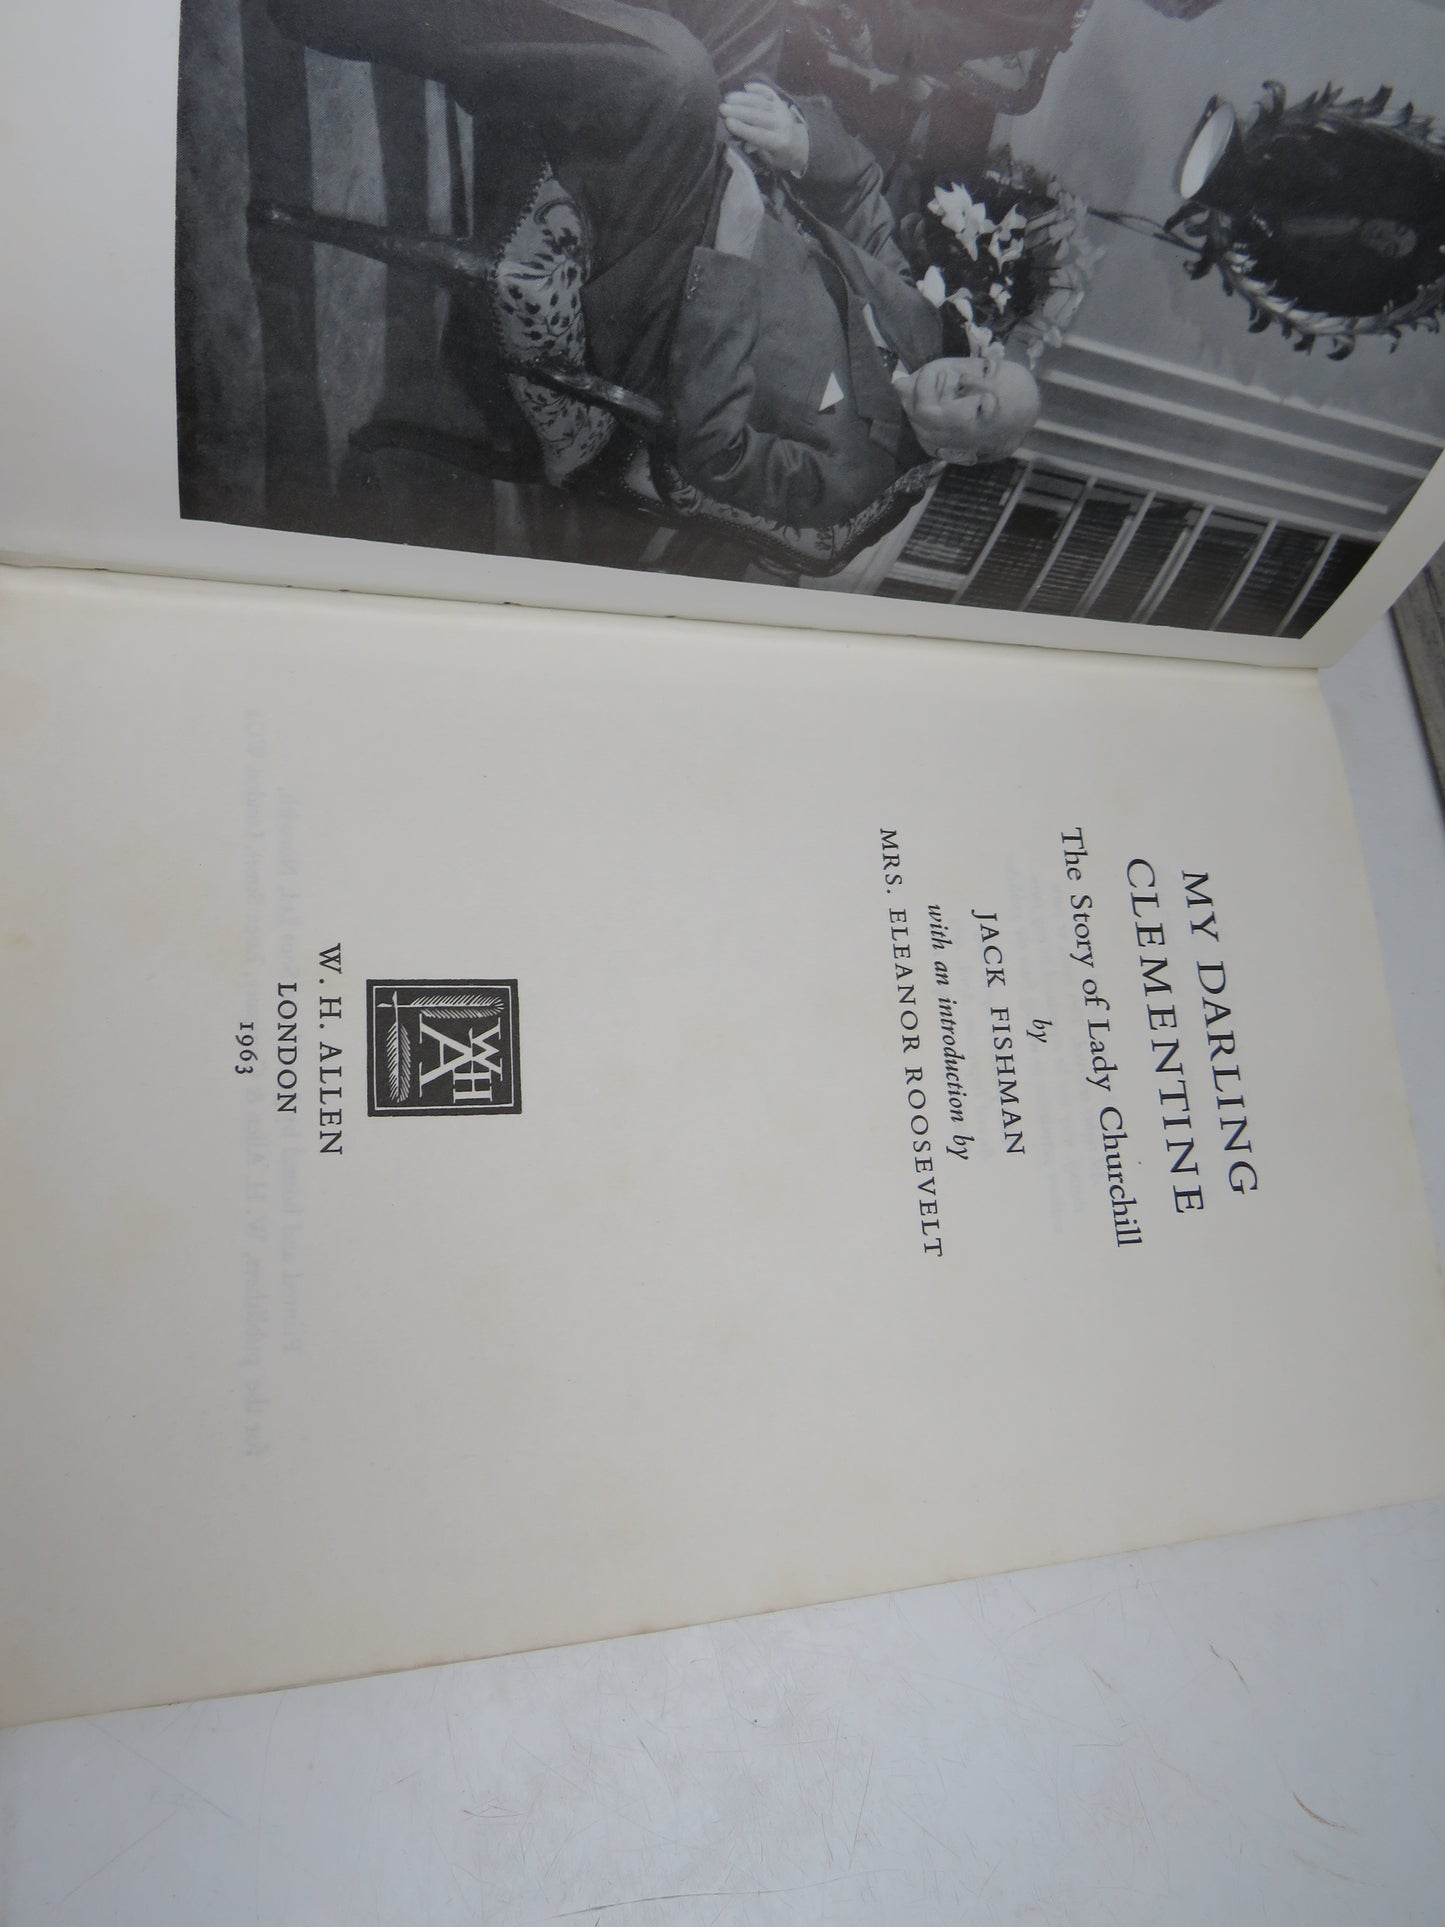 MY DARLING
CLEMENTINE
The Story of Lady Churchill
by
JACK FISHMAN
with an introduction by
MRS. ELEANOR ROOSEVELT
WHA
W. H. ALLEN
LONDON
1963